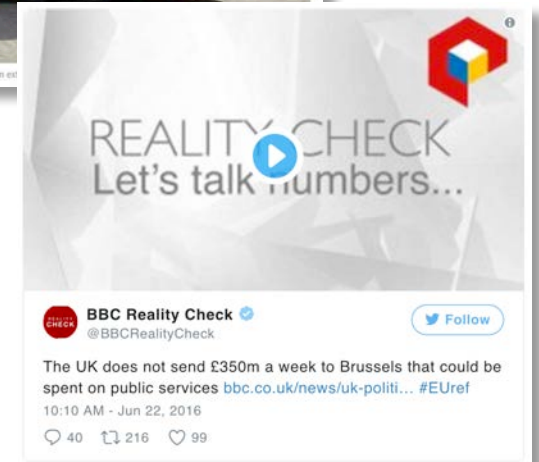 REALITY CHECK
Let's talk numbers...
REALITY
CHECK
BBC Reality Check
@BBCRealityCheck
Follow
The UK does not send £350m a week to Brussels that could be
spent on public services bbc.co.uk/news/uk-politi... #EUref
10:10 AM - Jun 22, 2016
40 216 99